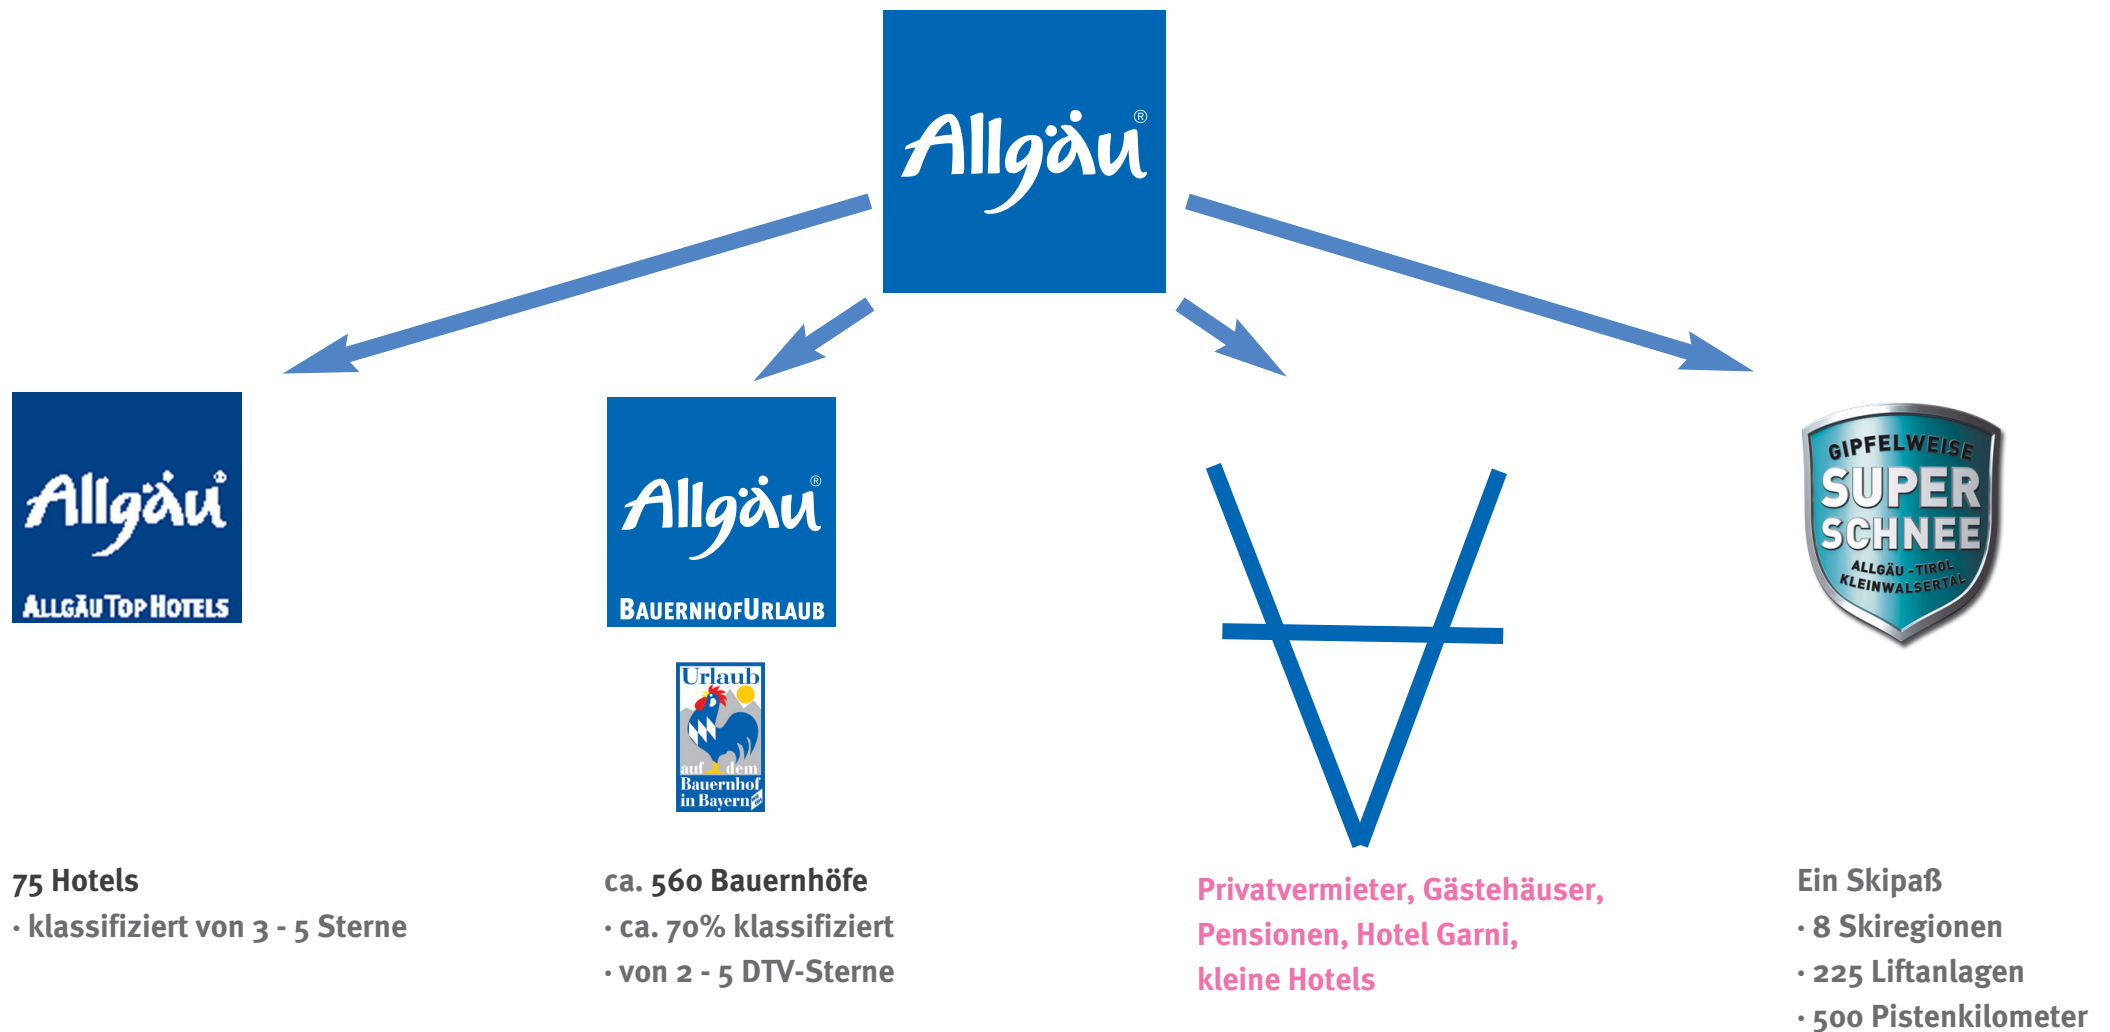 Allgäu®
Allgäu®
ALLGÄU TOP HOTELS
Allgäu®
BAUERNHOFURLAUB
Urlaub
auf dem
Bauernhof
in Bayern
GIPFELWEISE
SUPER
SCHNEE
ALLGÄU - TIROL
KLEINWALSERTAL
75 Hotels
· klassifiziert von 3 - 5 Sterne
ca. 560 Bauernhöfe
· ca. 70% klassifiziert
· von 2 - 5 DTV-Sterne
Privatvermieter, Gästehäuser,
Pensionen, Hotel Garni,
kleine Hotels
Ein Skipaß
· 8 Skiregionen
· 225 Liftanlagen
· 500 Pistenkilometer